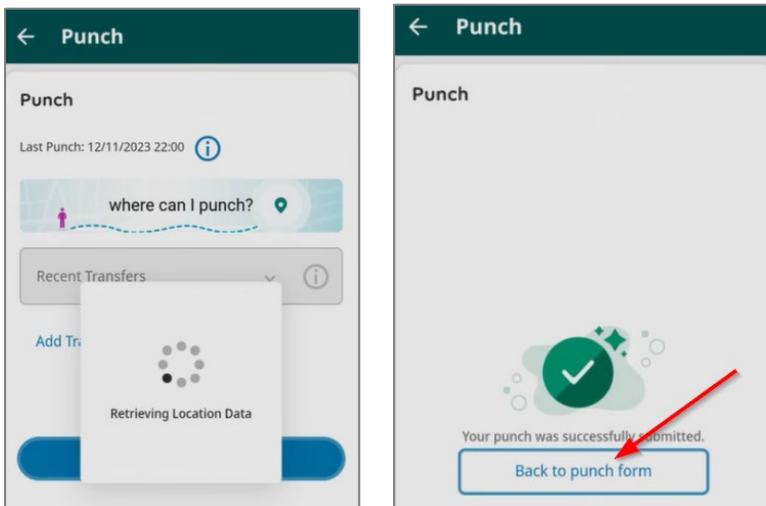 Punch
Punch
Last Punch: 12/11/2023 22:00
where can I punch?
Recent Transfers
Add
Retrieving Location Data
Punch
Punch
Your punch was successfully submitted.
Back to punch form